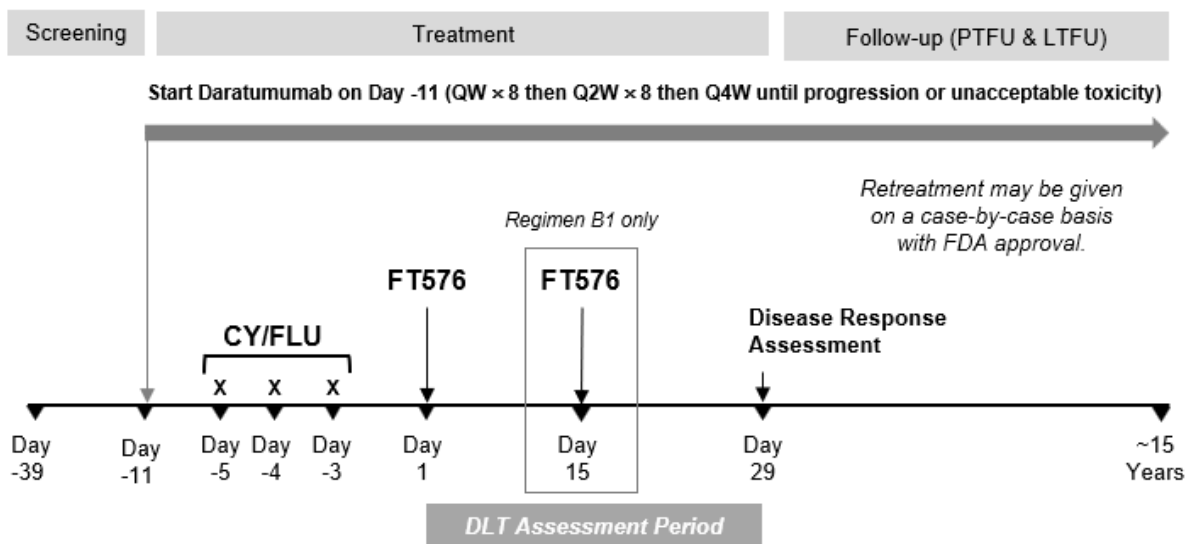 Screening
Treatment
Follow-up (PTFU & LTFU)
Start Daratumumab on Day -11 (QW × 8 then Q2W × 8 then Q4W until progression or unacceptable toxicity)
Retreatment may be given
on a case-by-case basis
with FDA approval.
Regimen B1 only
FT576
FT576
CY/FLU
Disease Response
Assessment
X X X
Day
-39
Day
-11
Day
-5
Day
-4
Day
-3
Day
1
Day
15
Day
29
~15
Years
DLT Assessment Period